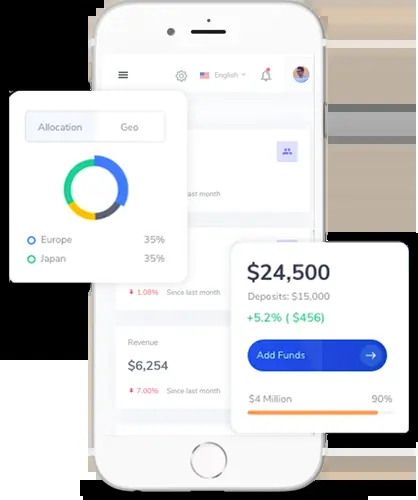 English
Allocation
Geo
last month
Europe 35%
Japan 35%
1.08% Since last month
Revenue
$6,254
7.00% Since last month
$24,500
Deposits: $15,000
+5.2% ( $456)
Add Funds
$4 Million 90%